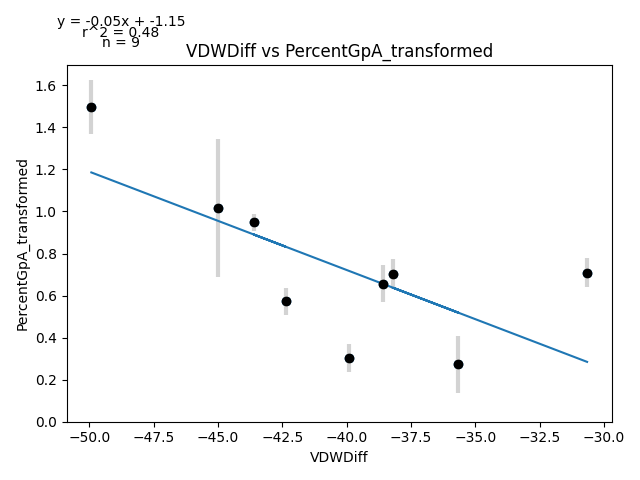 y = -0.05x + -1.15
r^2 = 0.48
n = 9
VDWDiff vs PercentGpA_transformed
PercentGpA_transformed
1.6
1.4
1.2
1.0
0.8
0.6
0.4
0.2
0.0
−50.0 −47.5 −45.0 −42.5 −40.0 −37.5 −35.0 −32.5 −30.0
VDWDiff